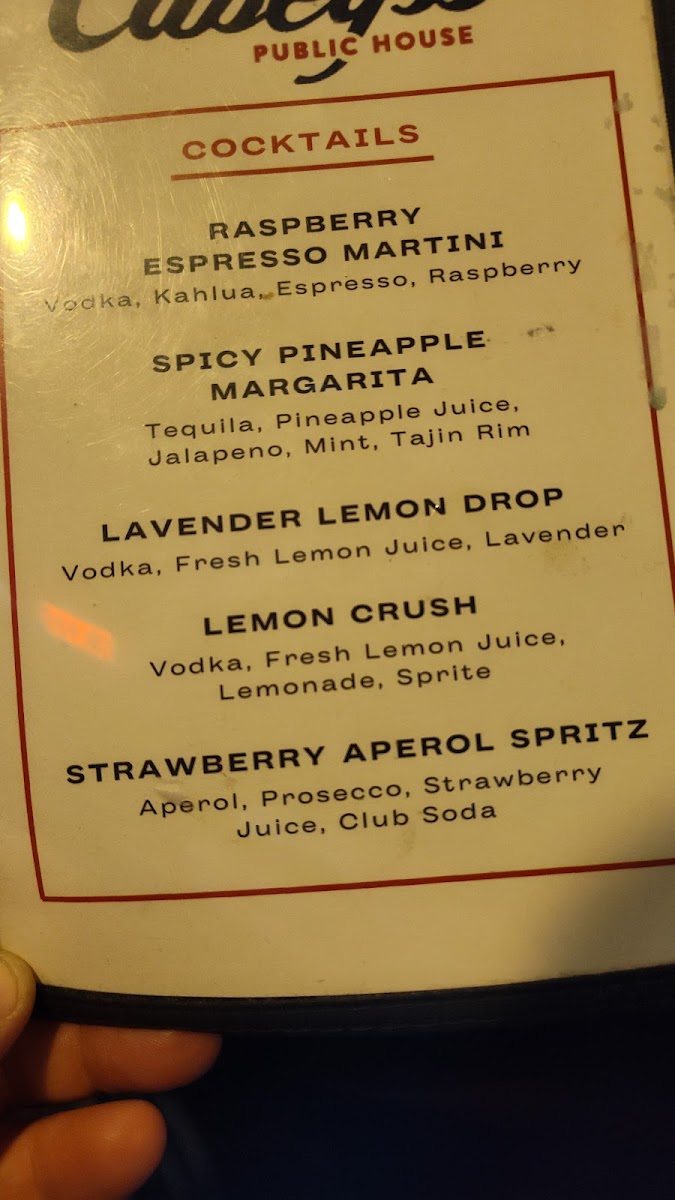 PUBLIC HOUSE
COCKTAILS
RASPBERRY
ESPRESSO MARTINI
Vodka, Kahlua, Espresso, Raspberry
SPICY PINEAPPLE
MARGARITA
Tequila, Pineapple Juice,
Jalapeno, Mint, Tajin Rim
LAVENDER LEMON DROP
Vodka, Fresh Lemon Juice, Lavender
LEMON CRUSH
Vodka, Fresh Lemon Juice,
Lemonade, Sprite
STRAWBERRY APEROL SPRITZ
Aperol, Prosecco, Strawberry
Juice, Club Soda